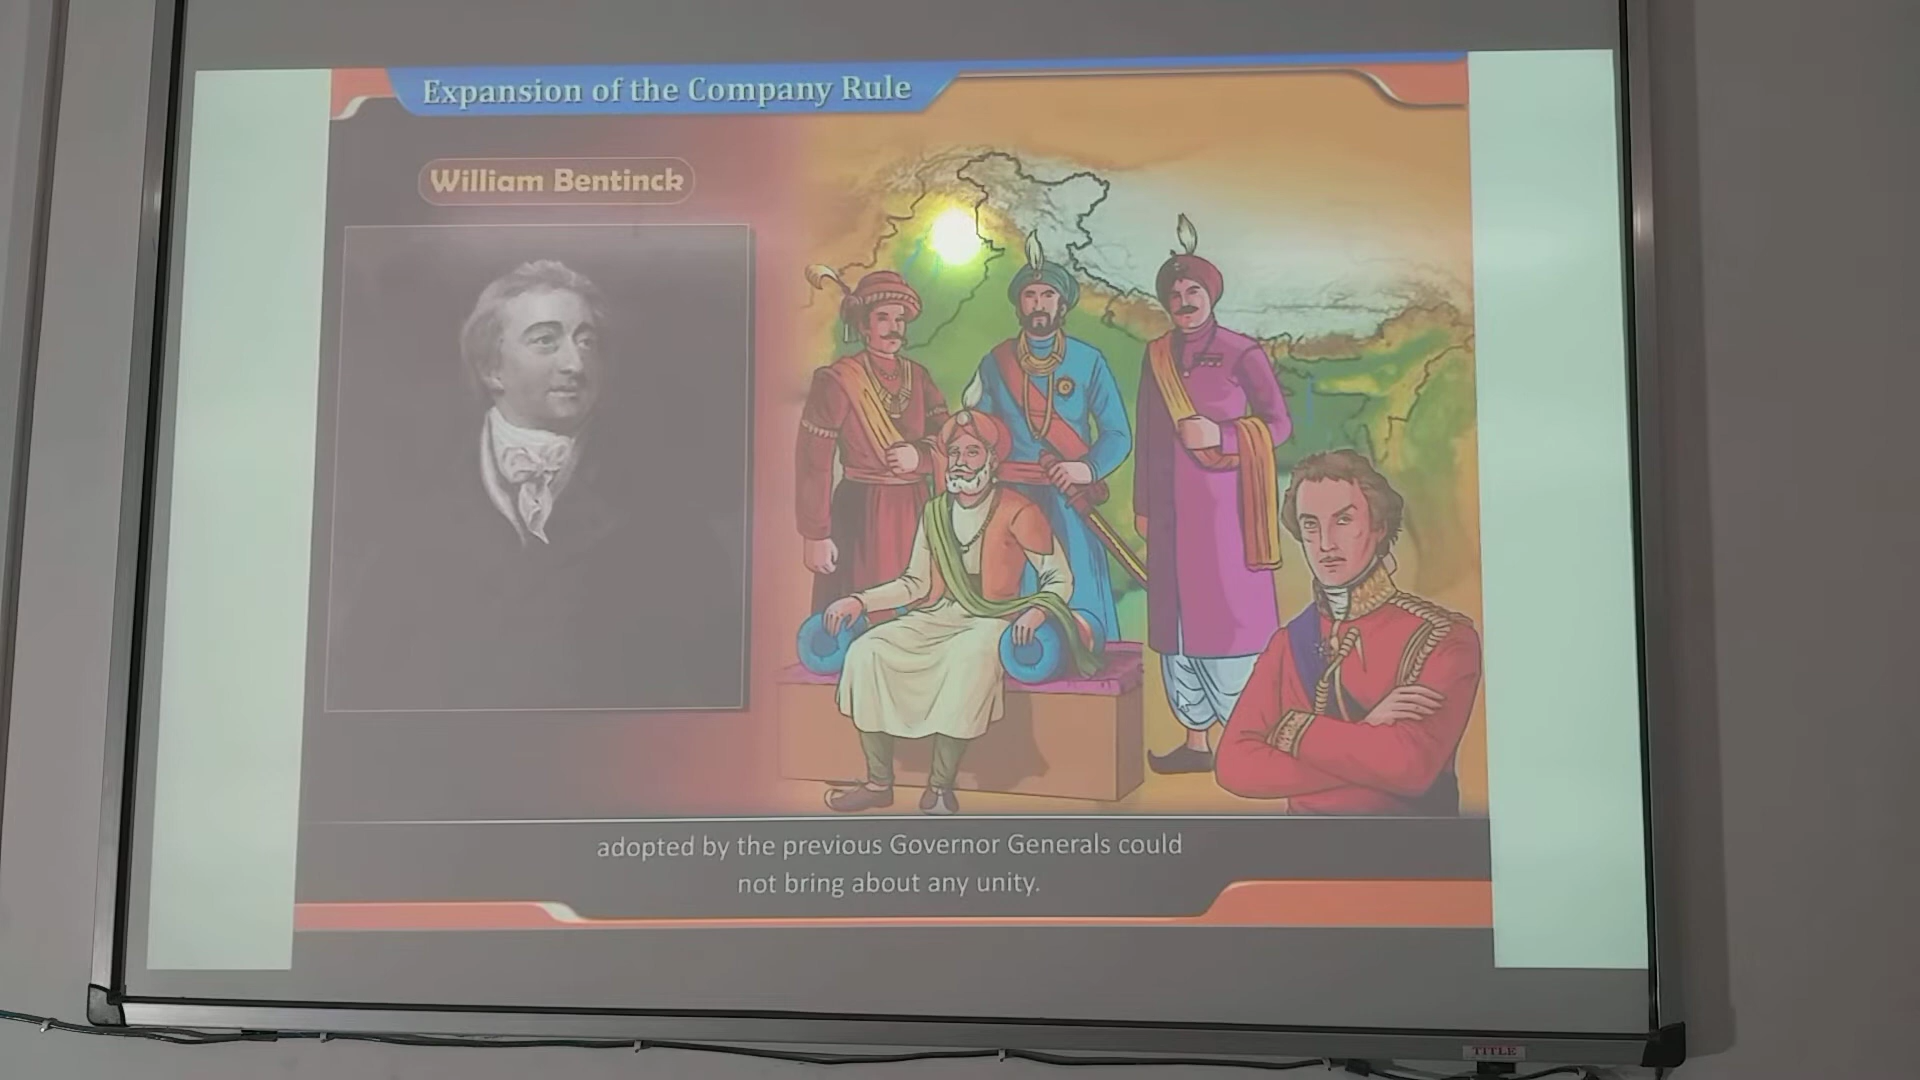 Expansion of the Company Rule
William Bentinck
adopted by the previous Governor Generals could
not bring about any unity.
TITLE